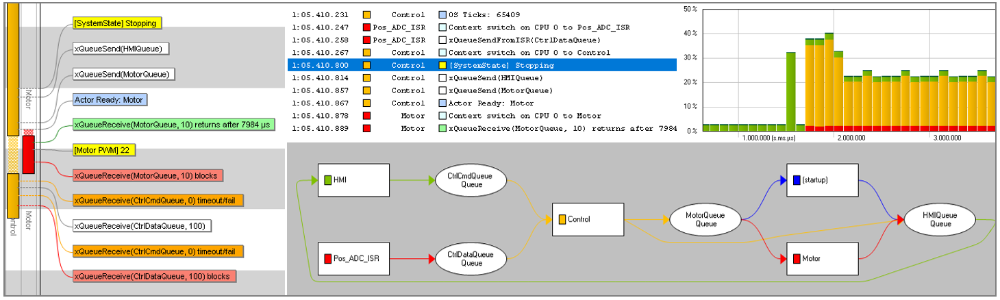 [SystemState] Stopping
xQueueSend(HMIQueue)
xQueueSend(MotorQueue)
Actor Ready: Motor
xQueueReceive(MotorQueue, 10) returns after 7984 µs
[Motor PWM] 22
xQueueReceive(MotorQueue, 10) blocks
xQueueReceive(CtrlCmdQueue, 0) timeout/fail
xQueueReceive(CtrlDataQueue, 100)
xQueueReceive(CtrlCmdQueue, 0) timeout/fail
xQueueReceive(CtrlDataQueue, 100) blocks
Motor
Motor
ontrol
1:05.410.231 Control OS Ticks: 65409
1:05.410.247 Pos_ADC_ISR Context switch on CPU 0 to Pos_ADC_ISR
1:05.410.258 Pos_ADC_ISR xQueueSendFromISR(CtrlDataQueue)
1:05.410.267 Control Context switch on CPU 0 to Control
1:05.410.800 Control [SystemState] Stopping
1:05.410.814 Control xQueueSend(HMIQueue)
1:05.410.857 Control xQueueSend(MotorQueue)
1:05.410.867 Control Actor Ready: Motor
1:05.410.878 Motor Context switch on CPU 0 to Motor
1:05.410.889 Motor xQueueReceive(MotorQueue, 10) returns after 7984
50%
40%
30%
20%
10%
0%
1.000.000 (s.ms.µs)
2.000.000
3.000.000
HMI
CtrlCmdQueue
Queue
Control
Pos_ADC_ISR
CtrlDataQueue
Queue
MotorQueue
Queue
(startup)
Motor
HMIQueue
Queue